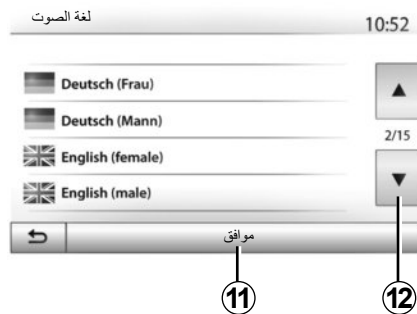 لغة الصوت
10:52
Deutsch (Frau)
Deutsch (Mann)
2/15
English (female)
English (male)
موافق
11
12